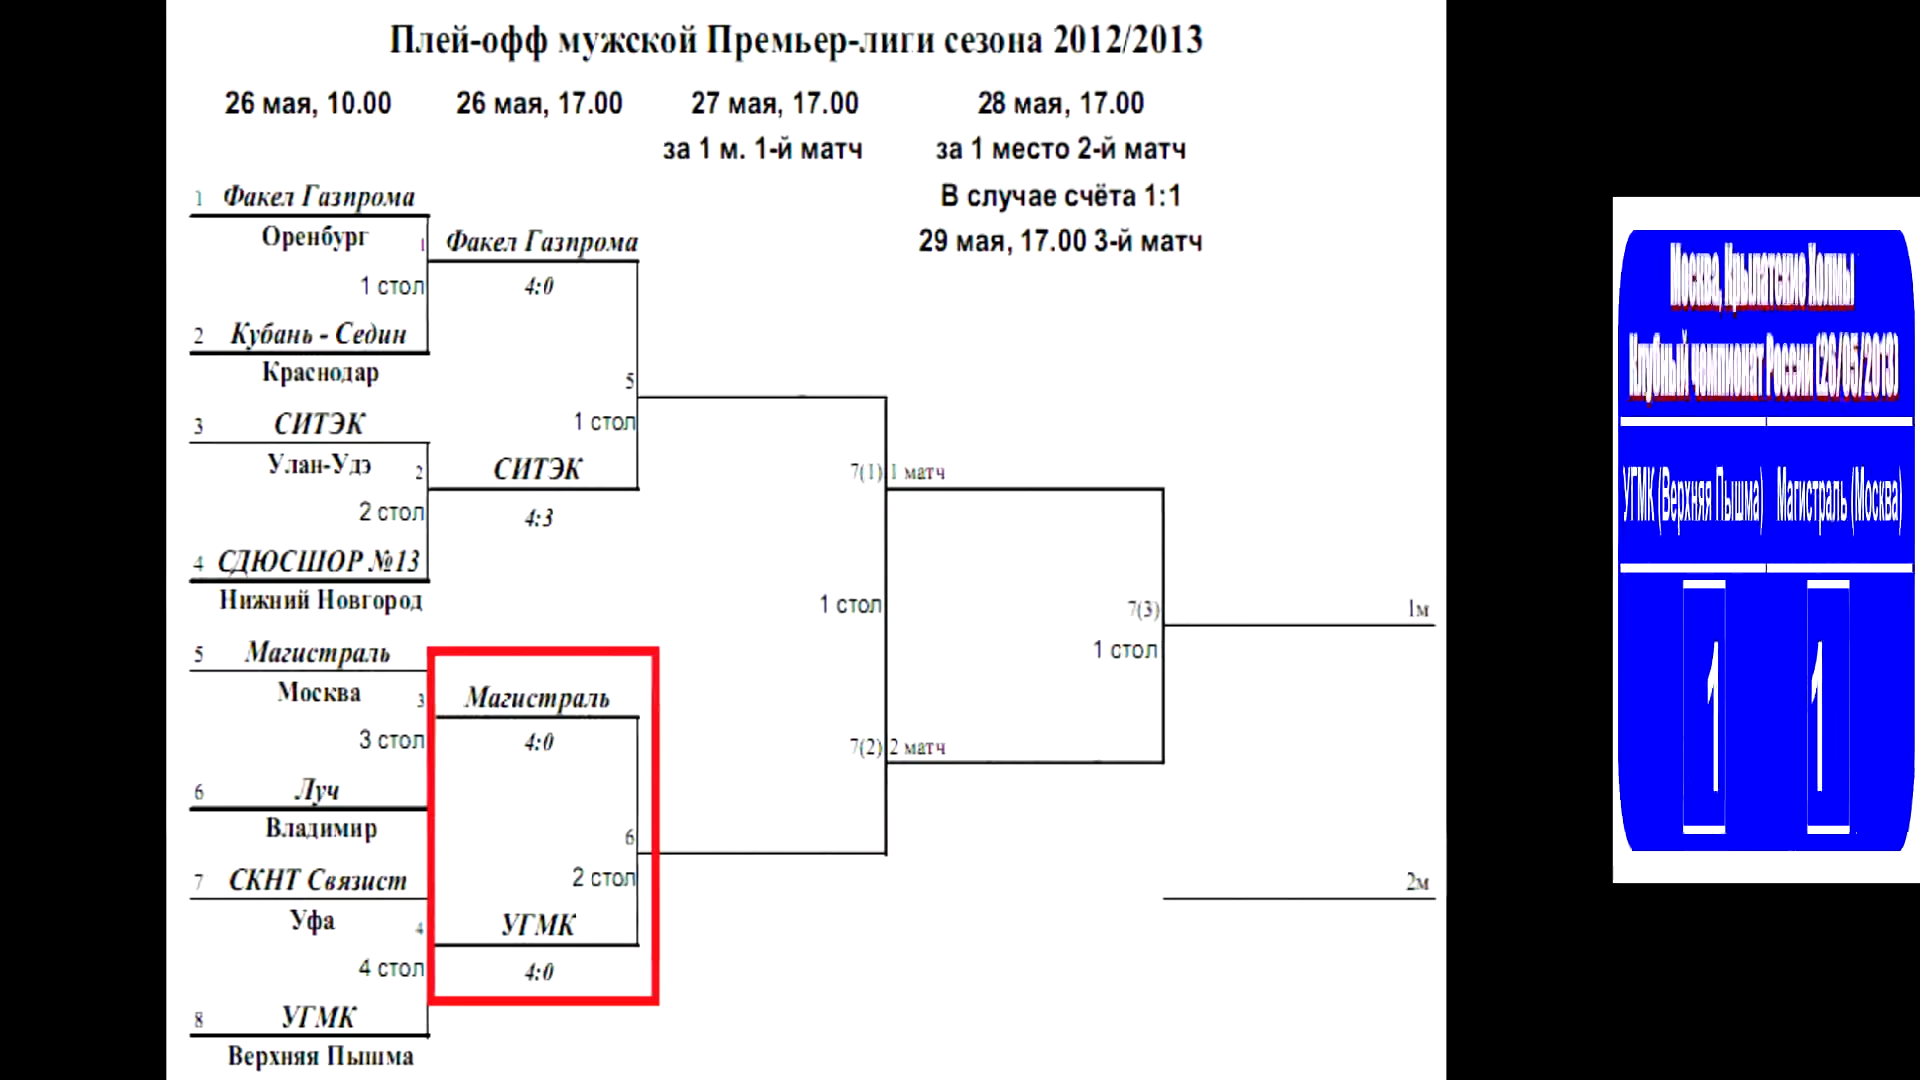 Плей-офф мужской Премьер-лиги сезона 2012/2013
26 мая, 10.00
26 мая, 17.00
27 мая, 17.00
28 мая, 17.00
за 1 м. 1-й матч
за 1 место 2-й матч
В случае счёта 1:1
29 мая, 17.00 3-й матч
1 Факел Газпрома
Оренбург
1
1 стол
2 Кубань - Седин
Краснодар
3 СИТЭК
Улан-Удэ
2
2 стол
4 СДЮСШОР №13
Нижний Новгород
5 Магистраль
Москва
3
3 стол
6 Луч
Владимир
7 СКНТ Связист
Уфа
4
4 стол
8 УГМК
Верхняя Пышма
Факел Газпрома
4:0
5
1 стол
СИТЭК
4:3
Магистраль
4:0
6
2 стол
УГМК
4:0
7(1) 1 матч
1 стол
7(2) 2 матч
7(3)
1 стол
1м
2м
Москва, Крылатские Холмы
Клубный чемпионат России (26/05/2013)
УГМК (Верхняя Пышма)
Магистраль (Москва)
1
1